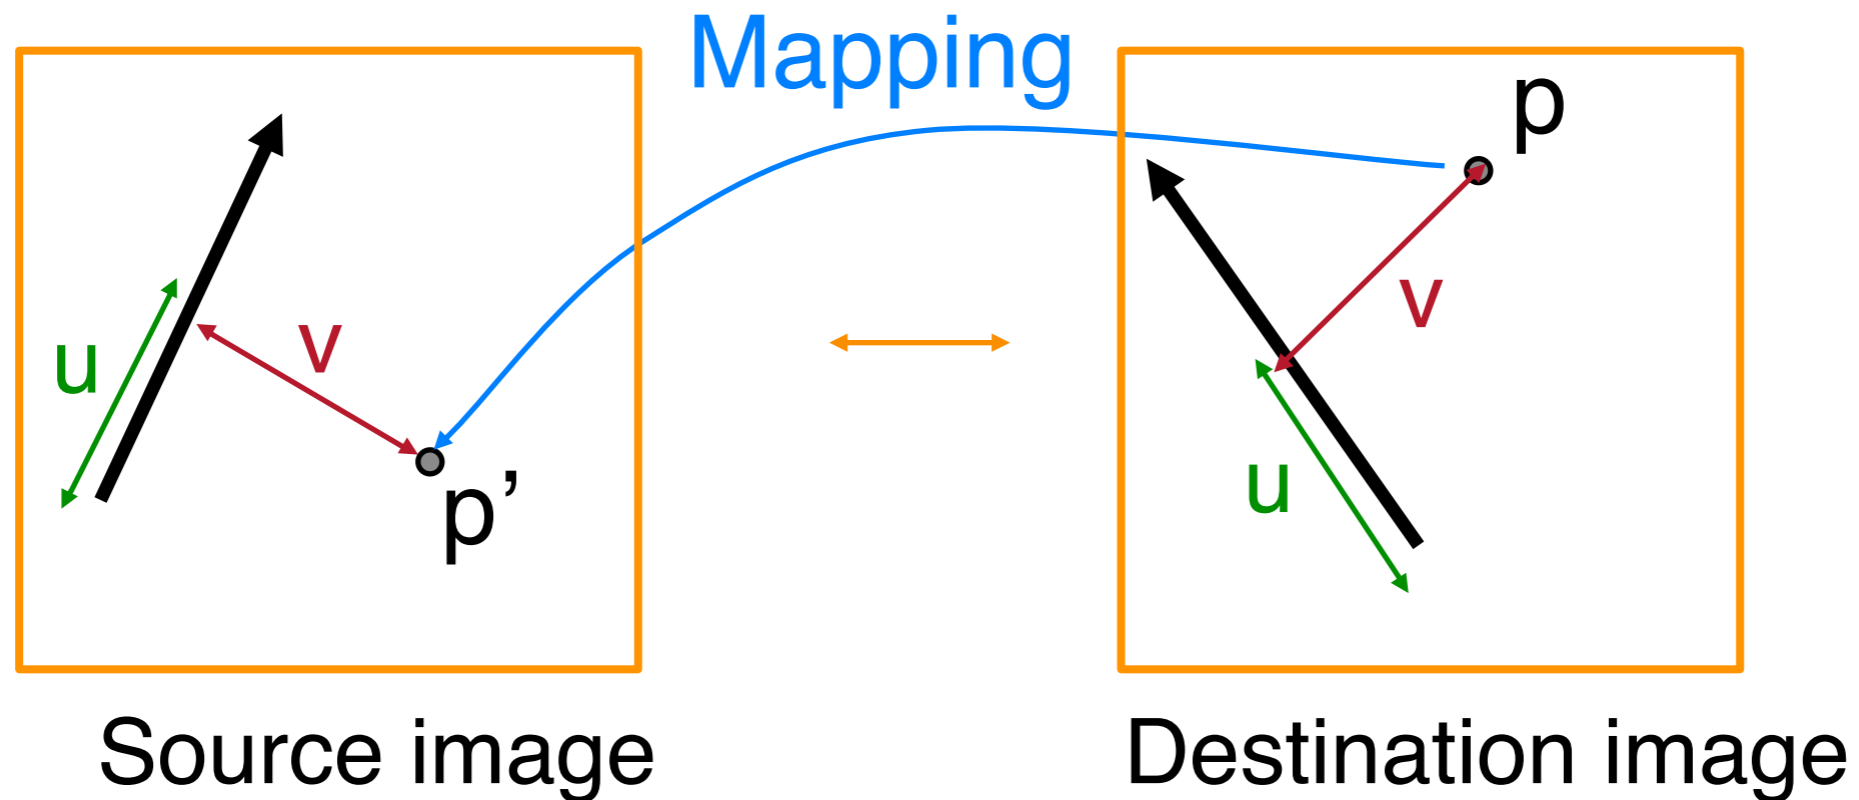 Mapping
p
u
v
p’
v
u
Source image
Destination image